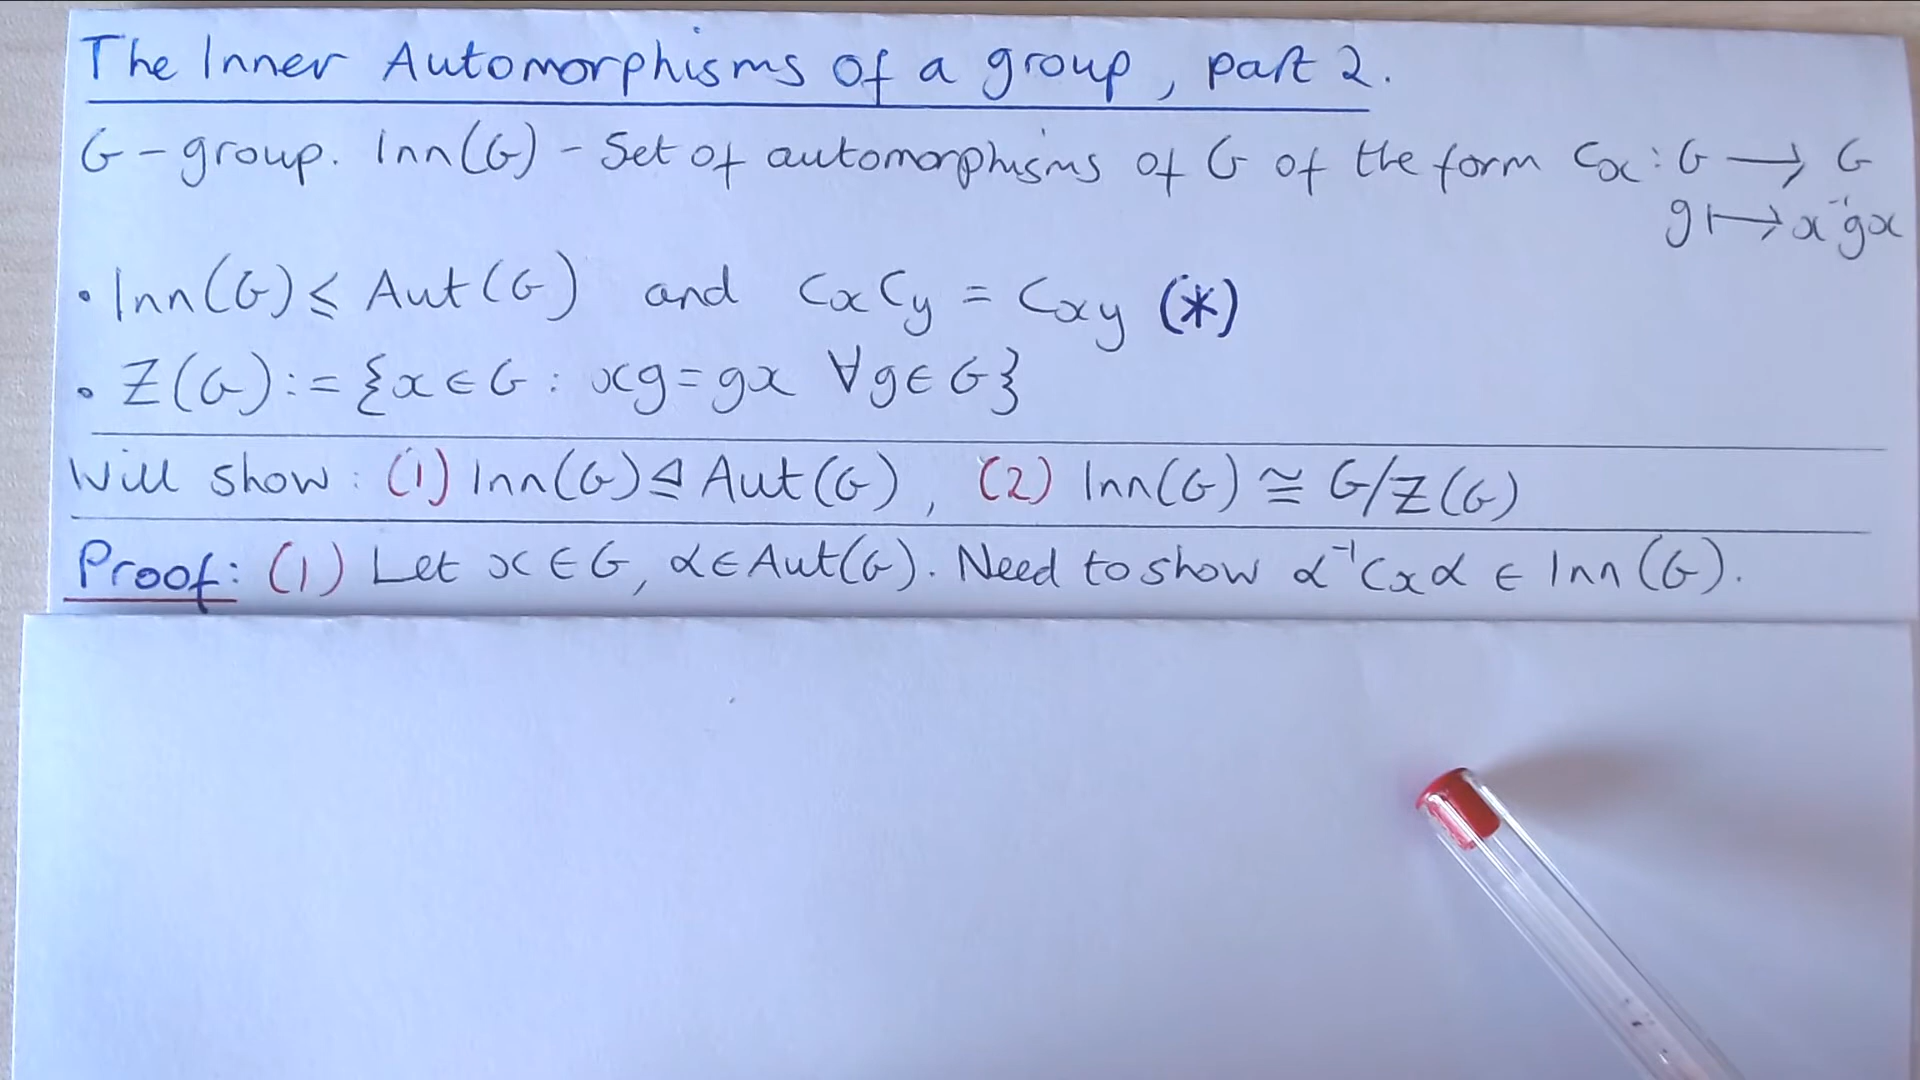 The Inner Automorphisms of a group, part 2.
G - group. Inn(G) - Set of automorphisms of G of the form Cx : G ⟶ G
g ⟼ x⁻¹gx
• Inn(G) ≤ Aut(G) and CxCy = Cxy (*)
• Z(G) := {x ∈ G : xg = gx ∀g ∈ G}
Will show: (1) Inn(G) ⊴ Aut(G), (2) Inn(G) ≅ G/Z(G)
Proof: (1) Let x ∈ G, α ∈ Aut(G). Need to show α⁻¹Cxα ∈ Inn(G).